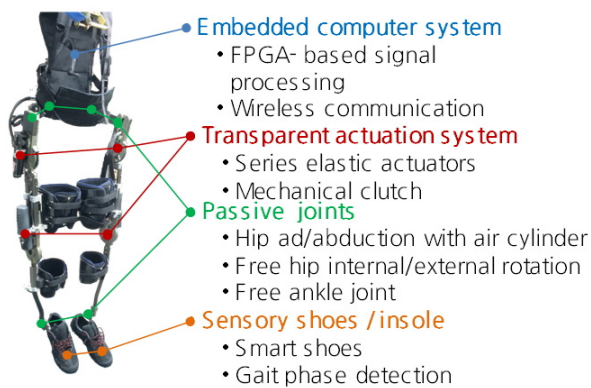 Embedded computer system
• FPGA- based signal
processing
• Wireless communication
Transparent actuation system
• Series elastic actuators
• Mechanical clutch
Passive joints
• Hip ad/abduction with air cylinder
• Free hip internal/external rotation
• Free ankle joint
Sensory shoes / insole
• Smart shoes
• Gait phase detection